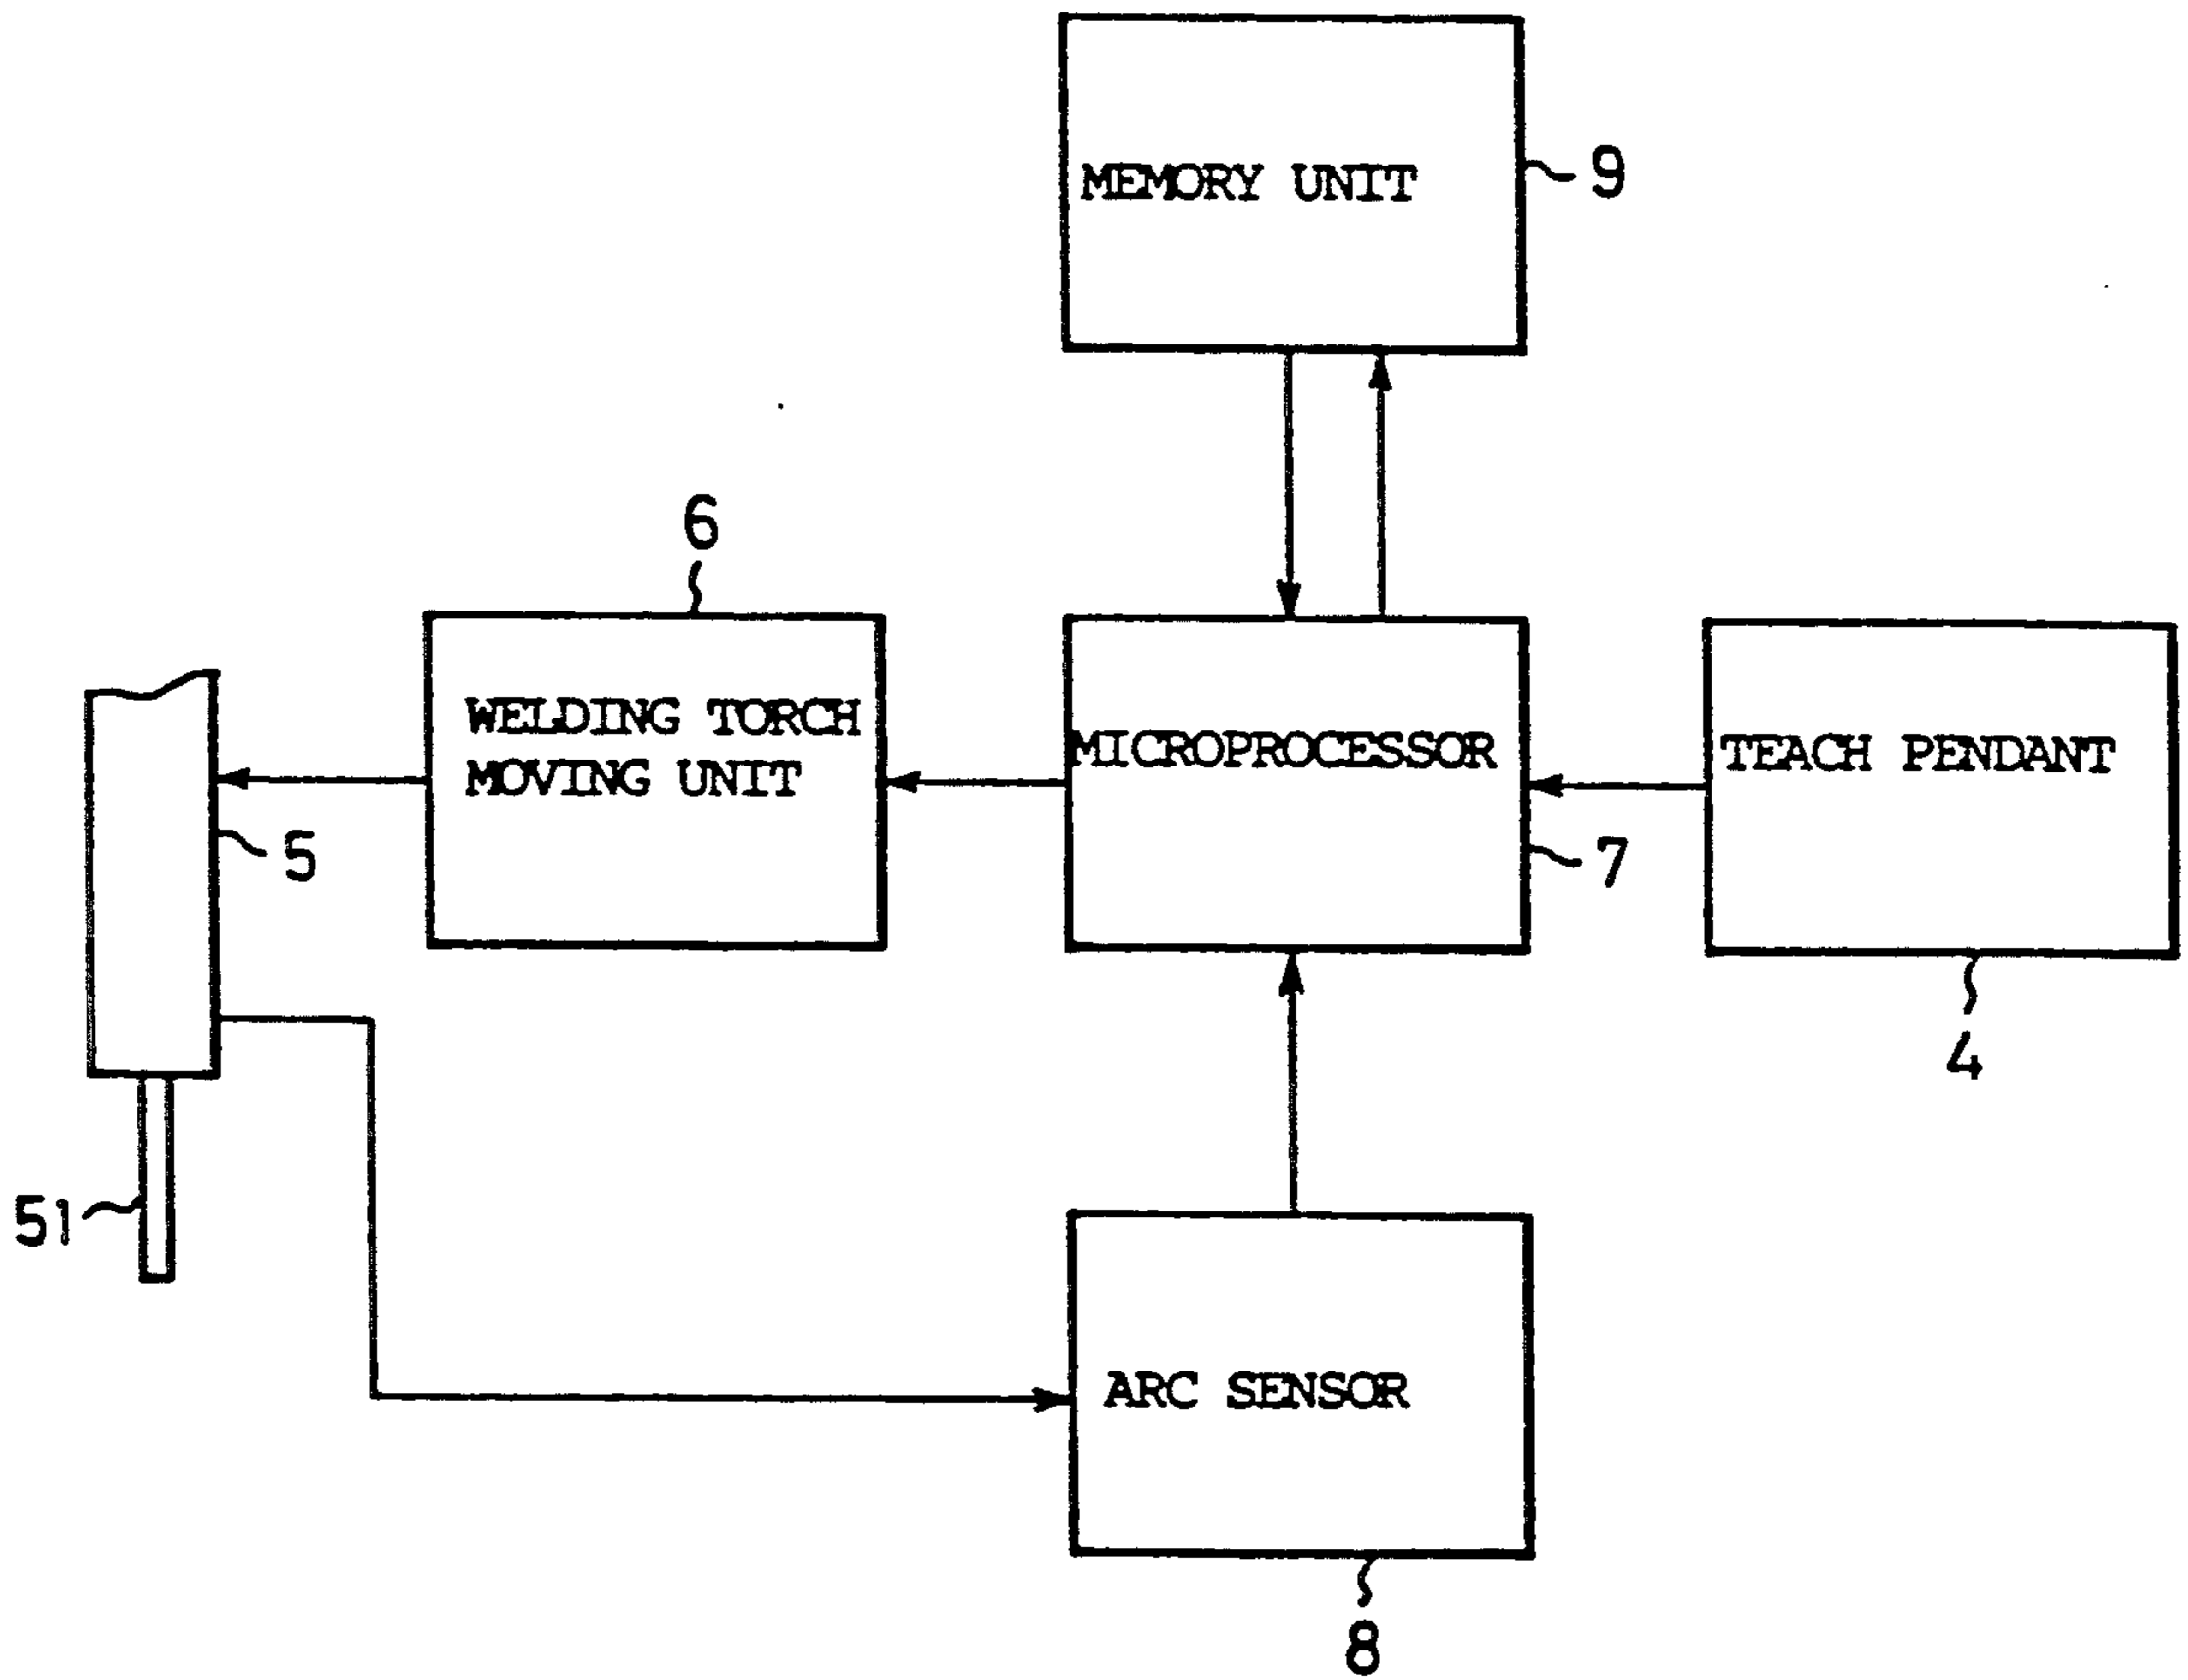 MEMORY UNIT
9
6
WELDING TORCH
MOVING UNIT
MICROPROCESSOR
TEACH PENDANT
5
7
4
51
ARC SENSOR
8